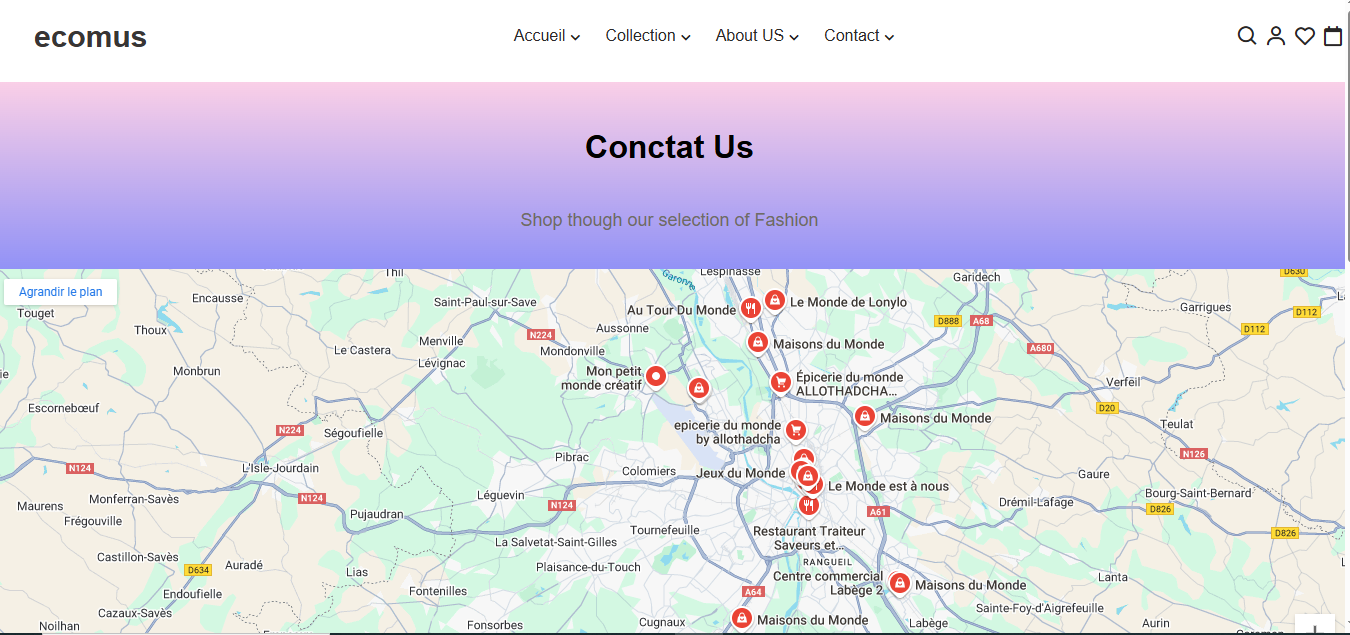 ecomus
Accueil
Collection
About US
Contact
Conctat Us
Shop though our selection of Fashion
Agrandir le plan
Thil
Garonne
Lespinasse
Garidech
D630
Touget
Encausse
Saint-Paul-sur-Save
Au Tour Du Monde
Le Monde de Lonylo
Garrigues
D112
Thoux
N224
Aussonne
D888
A68
D112
Le Castera
Menville
Mondonville
Maisons du Monde
A680
Lévignac
Monbrun
Mon petit
monde créatif
Épicerie du monde
ALLOTHADCHA...
Verfeil
Escornebœuf
D20
N224
Ségoufielle
epicerie du monde
by allothadcha
Maisons du Monde
Teulat
N124
L'Isle-Jourdain
Pibrac
Colomiers
Jeux du Monde
N126
Gaure
Monferran-Savès
N124
Léguevin
N124
Le Monde est à nous
Bourg-Saint-Bernard
Maurens
Frégouville
Pujaudran
A61
Drémil-Lafage
D826
Tournefeuille
Restaurant Traiteur
Saveurs et...
D826
Castillon-Savès
La Salvetat-Saint-Gilles
RANGUEIL
D634
Auradé
Lias
Plaisance-du-Touch
Centre commercial
Labège 2
Maisons du Monde
Lanta
Endoufielle
Fontenilles
A64
Cazaux-Savès
Sainte-Foy-d'Aigrefeuille
Noilhan
Fonsorbes
Cugnaux
Maisons du Monde
Labège
Aurin